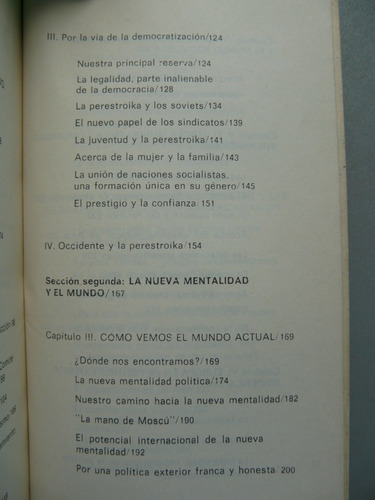 III. Por la vía de la democratización/124
Nuestra principal reserva/124
La legalidad, parte inalienable
de la democracia/128
La perestroika y los soviets/134
El nuevo papel de los sindicatos/139
La juventud y la perestroika/141
Acerca de la mujer y la familia/143
La unión de naciones socialistas,
una formación única en su género/145
El prestigio y la confianza/151
IV. Occidente y la perestroika/154
Sección segunda: LA NUEVA MENTALIDAD
Y EL MUNDO/167
Capítulo III. COMO VEMOS EL MUNDO ACTUAL/169
¿Dónde nos encontramos?/169
La nueva mentalidad política/174
Nuestro camino hacia la nueva mentalidad/182
"La mano de Moscú"/190
El potencial internacional de la nueva
mentalidad/192
Por una política exterior franca y honesta/200